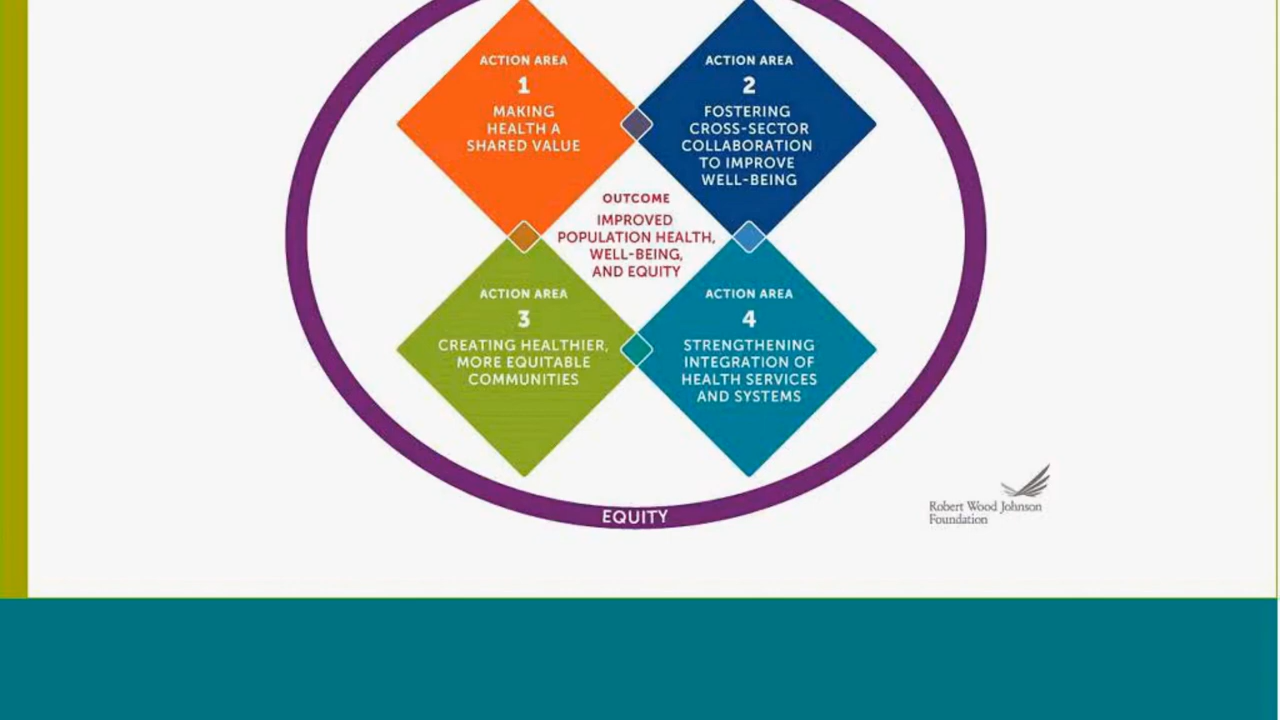 ACTION AREA
1
MAKING
HEALTH A
SHARED VALUE
ACTION AREA
2
FOSTERING
CROSS-SECTOR
COLLABORATION
TO IMPROVE
WELL-BEING
OUTCOME
IMPROVED
POPULATION HEALTH,
WELL-BEING,
AND EQUITY
ACTION AREA
3
CREATING HEALTHIER,
MORE EQUITABLE
COMMUNITIES
ACTION AREA
4
STRENGTHENING
INTEGRATION OF
HEALTH SERVICES
AND SYSTEMS
EQUITY
Robert Wood Johnson
Foundation